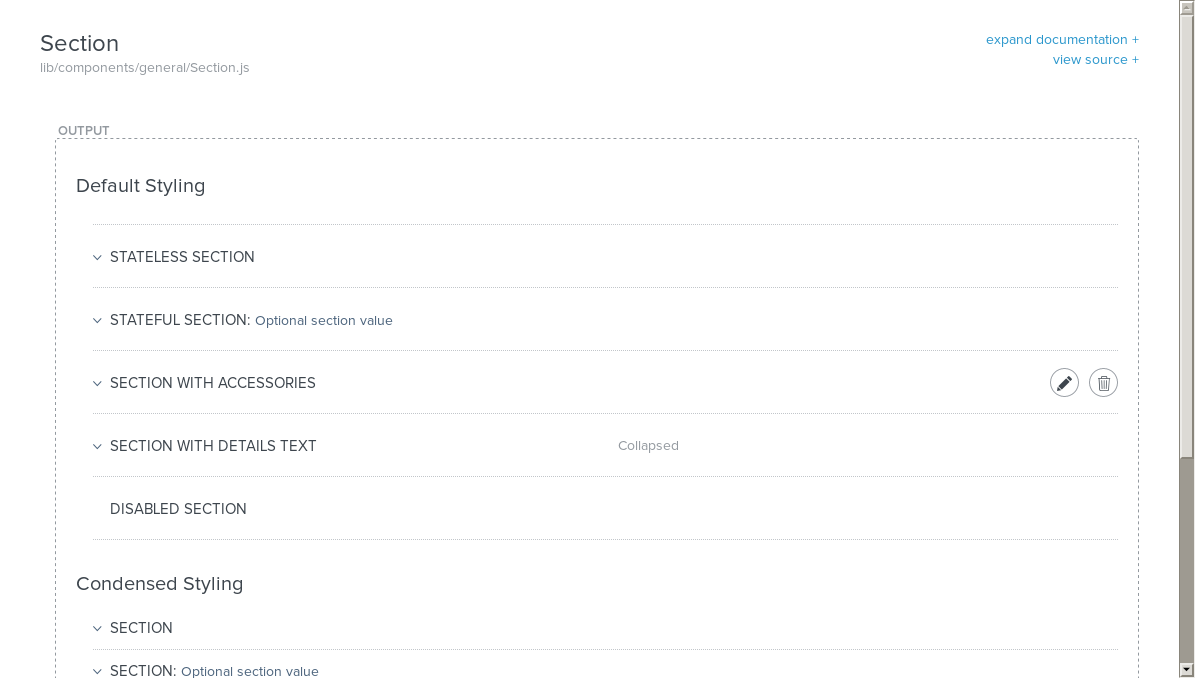 Section
expand documentation +
lib/components/general/Section.js
view source +
OUTPUT
Default Styling
STATELESS SECTION
STATEFUL SECTION: Optional section value
SECTION WITH ACCESSORIES
SECTION WITH DETAILS TEXT Collapsed
DISABLED SECTION
Condensed Styling
SECTION
SECTION: Optional section value